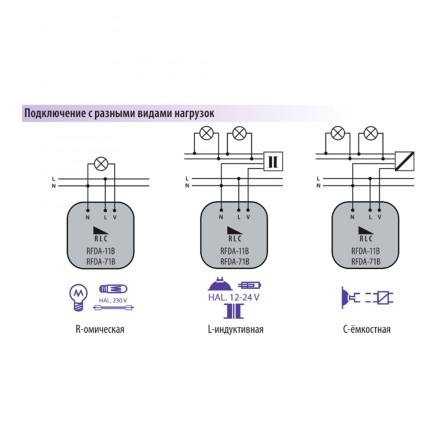 Подключение с разными видами нагрузок
L
N
N L V
RLC
RFDA-11B
RFDA-71B
HAL. 230 V
R-омическая
L
N
N L V
RLC
RFDA-11B
RFDA-71B
HAL. 12-24 V
L-индуктивная
L
N
N L V
RLC
RFDA-11B
RFDA-71B
C-ёмкостная